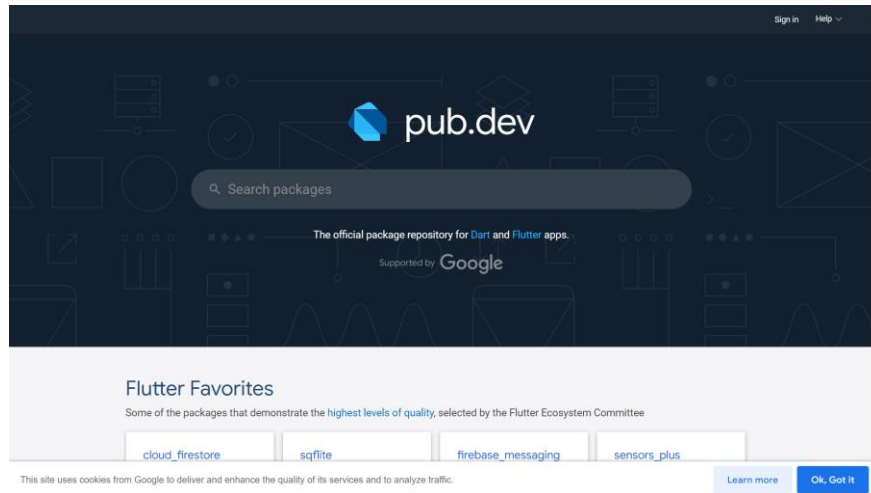 Sign in Help
pub.dev
Search packages
The official package repository for Dart and Flutter apps.
Supported by Google
Flutter Favorites
Some of the packages that demonstrate the highest levels of quality, selected by the Flutter Ecosystem Committee
cloud_firestore sqflite firebase_messaging sensors_plus
This site uses cookies from Google to deliver and enhance the quality of its services and to analyze traffic. Learn more Ok, Got it